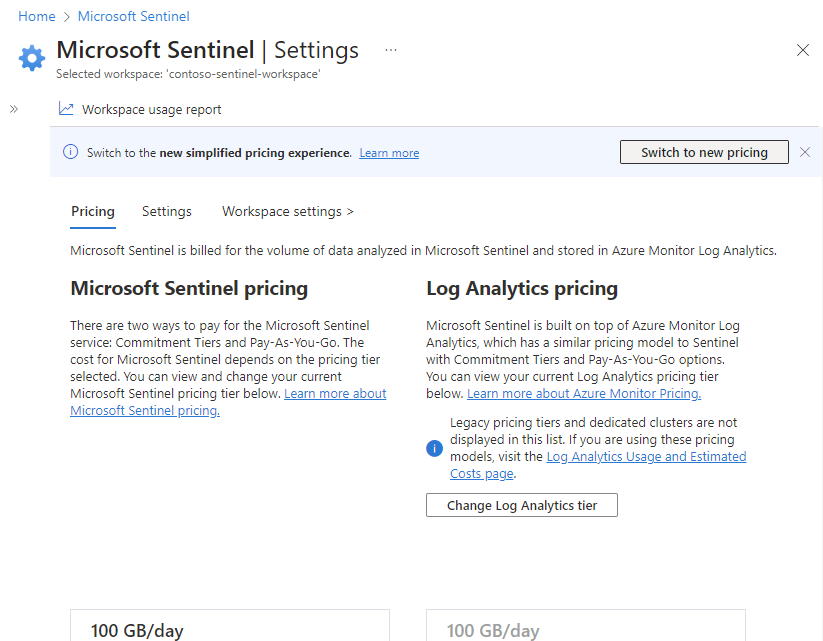 Home > Microsoft Sentinel
Microsoft Sentinel | Settings ...
Selected workspace: 'contoso-sentinel-workspace'
Workspace usage report
Switch to the new simplified pricing experience. Learn more
Switch to new pricing
Pricing
Settings
Workspace settings >
Microsoft Sentinel is billed for the volume of data analyzed in Microsoft Sentinel and stored in Azure Monitor Log Analytics.
Microsoft Sentinel pricing
There are two ways to pay for the Microsoft Sentinel
service: Commitment Tiers and Pay-As-You-Go. The
cost for Microsoft Sentinel depends on the pricing tier
selected. You can view and change your current
Microsoft Sentinel pricing tier below. Learn more about
Microsoft Sentinel pricing.
Log Analytics pricing
Microsoft Sentinel is built on top of Azure Monitor Log
Analytics, which has a similar pricing model to Sentinel
with Commitment Tiers and Pay-As-You-Go options.
You can view your current Log Analytics pricing tier
below. Learn more about Azure Monitor Pricing.
Legacy pricing tiers and dedicated clusters are not
displayed in this list. If you are using these pricing
models, visit the Log Analytics Usage and Estimated
Costs page.
Change Log Analytics tier
100 GB/day
100 GB/day